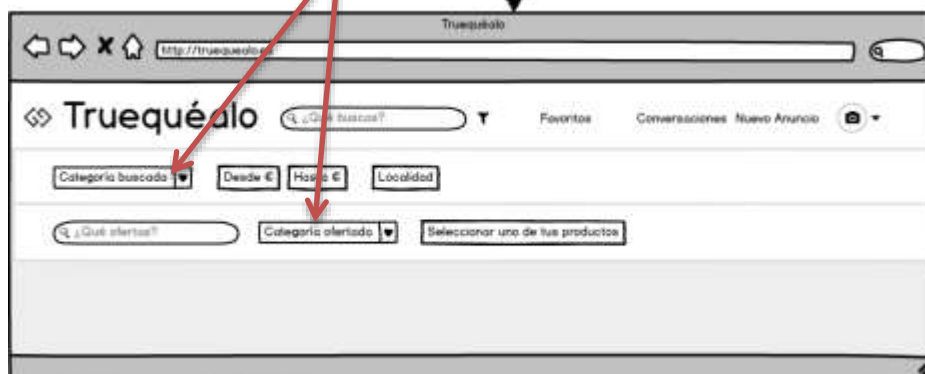 Truequéalo
http://truequealo.es
Truequéalo ¿Qué buscas? Favoritos Conversaciones Nuevo Anuncio
Categoría buscada Desde € Hasta € Localidad
¿Qué ofertas? Categoría ofertada Seleccionar uno de tus productos